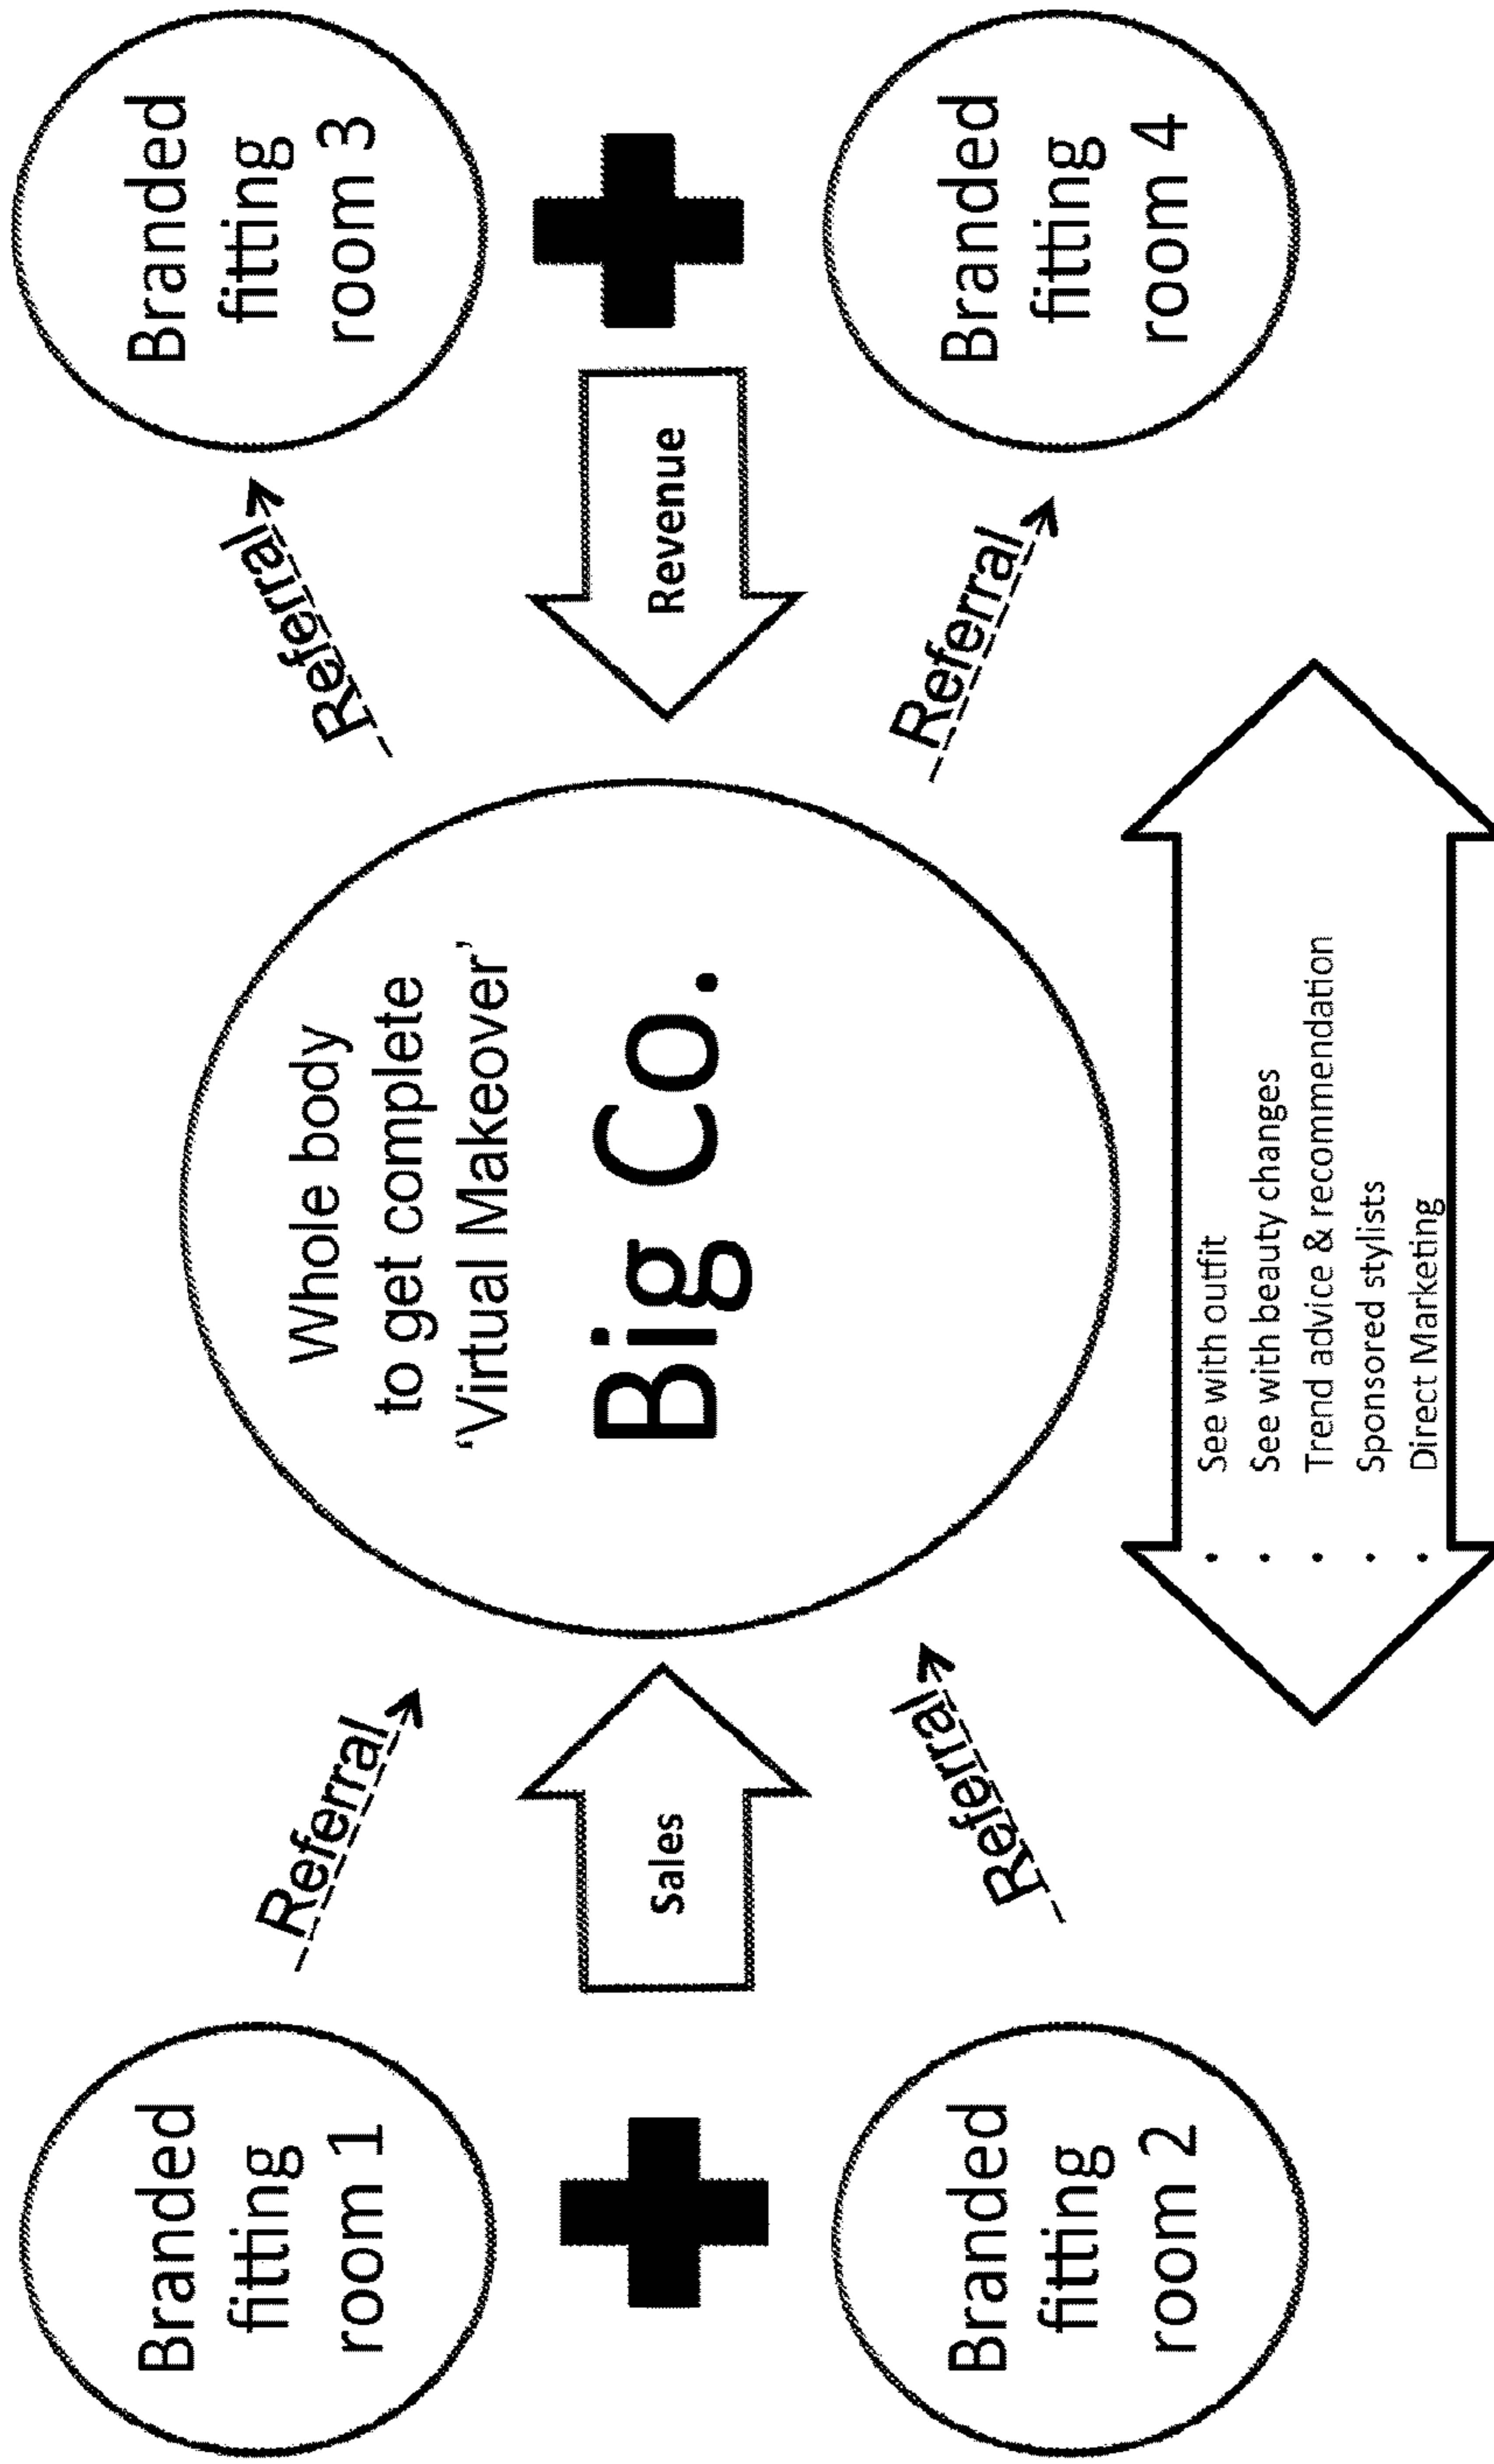 Branded
fitting
room 1
Branded
fitting
room 2
Referral
Sales
Referral
Whole body
to get complete
‘Virtual Makeover’
Big Co.
• See with outfit
• See with beauty changes
• Trend advice & recommendation
• Sponsored stylists
• Direct Marketing
Referral
Revenue
Referral
Branded
fitting
room 3
Branded
fitting
room 4